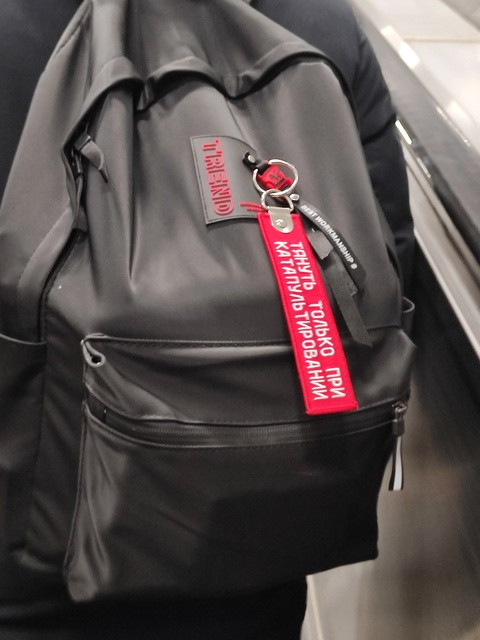 TREND
BEST WORKMANSHIP ®
ТЯНУТЬ ТОЛЬКО ПРИ
КАТАПУЛЬТИРОВАНИИ